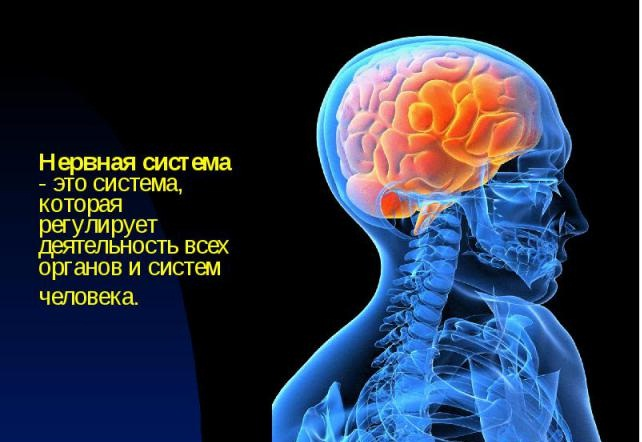 Нервная система
- это система,
которая
регулирует
деятельность всех
органов и систем
человека.